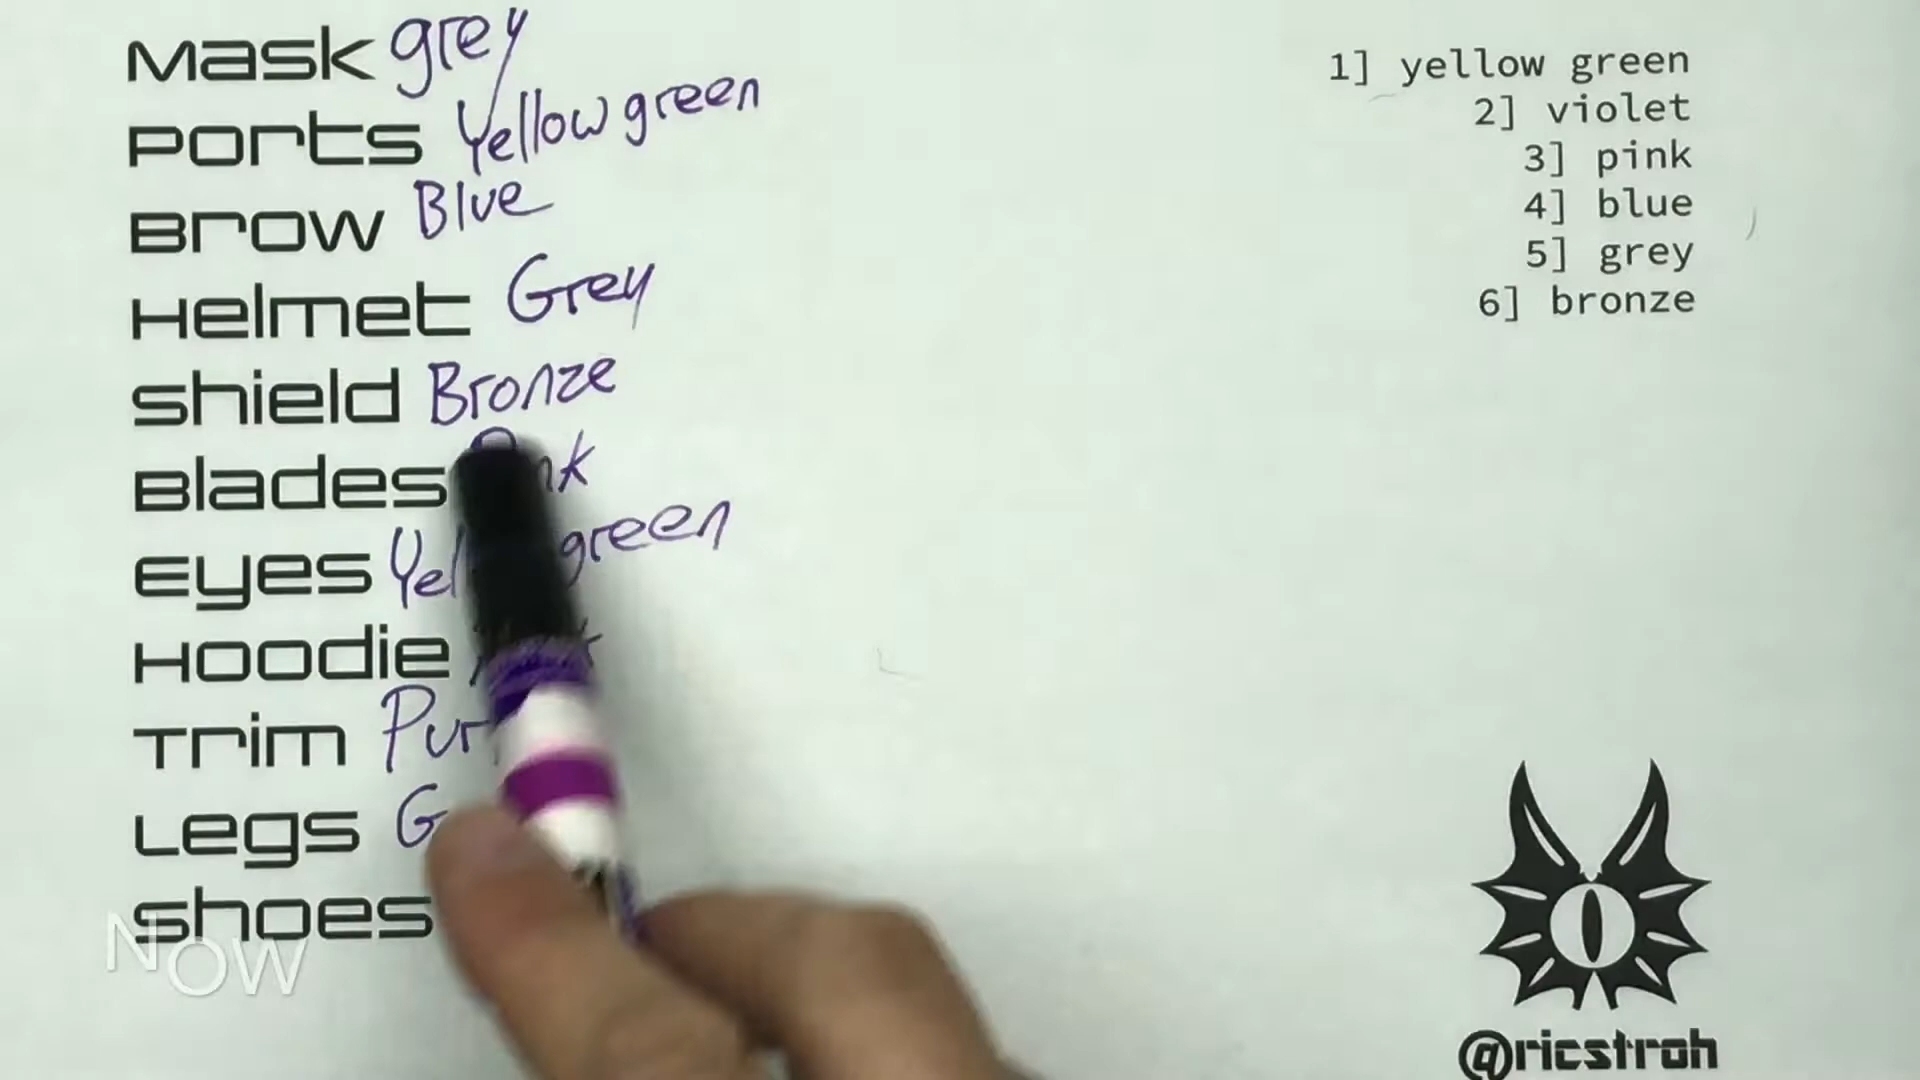 Mask grey
Ports Yellow green
Brow Blue
Helmet Grey
Shield Bronze
Blades
Eyes green
Hoodie
Trim
Legs
Shoes
NOW
1] yellow green
2] violet
3] pink
4] blue
5] grey
6] bronze
@ricstroh